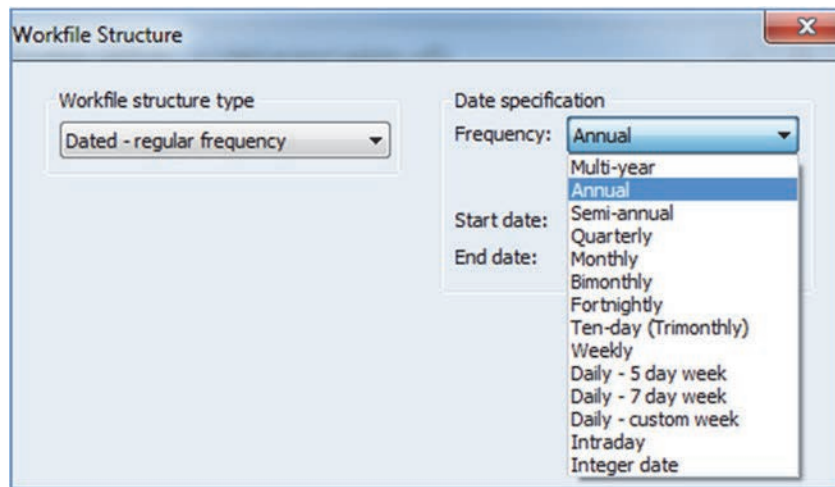 Workfile Structure
Workfile structure type
Dated - regular frequency
Date specification
Frequency: Annual
Multi-year
Annual
Semi-annual
Quarterly
Monthly
Bimonthly
Fortnightly
Ten-day (Trimonthly)
Weekly
Daily - 5 day week
Daily - 7 day week
Daily - custom week
Intraday
Integer date
Start date:
End date: